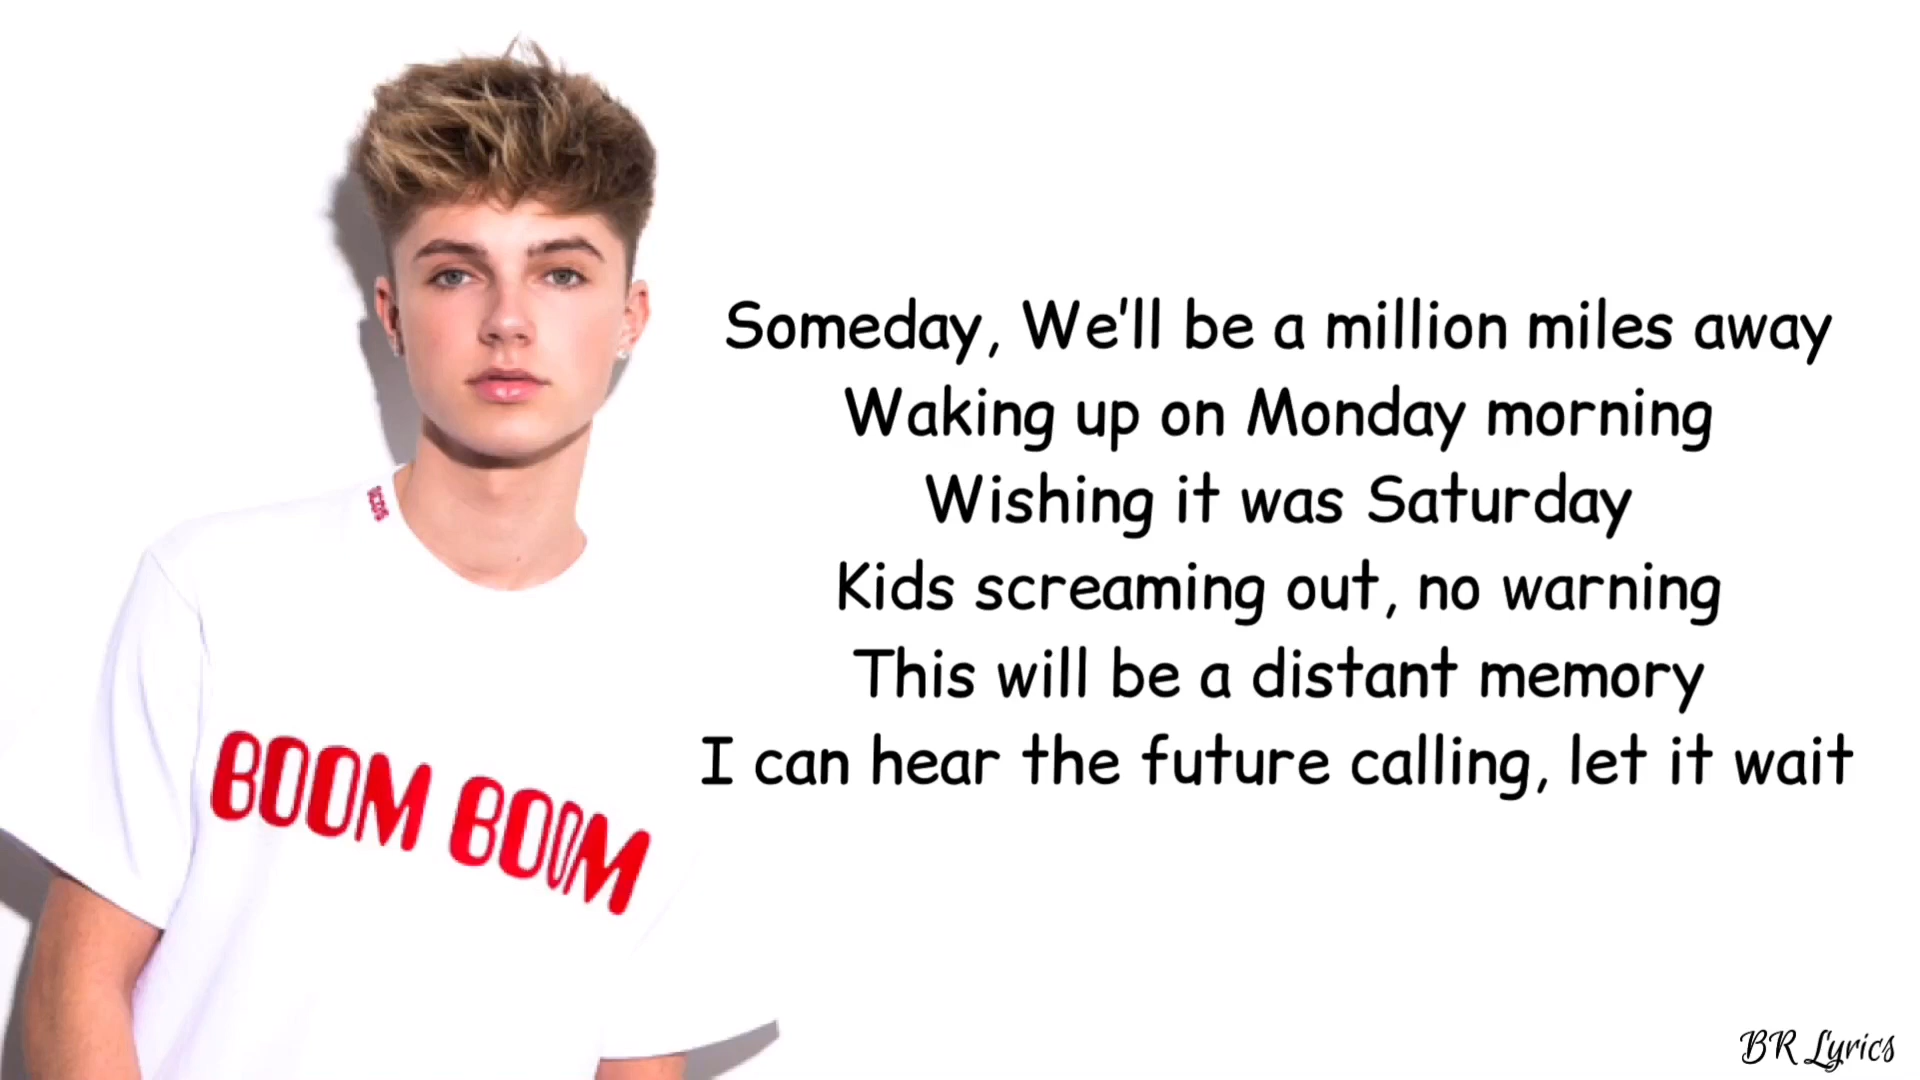 Someday, We'll be a million miles away
Waking up on Monday morning
Wishing it was Saturday
Kids screaming out, no warning
This will be a distant memory
I can hear the future calling, let it wait
BOOM BOOM
BR Lyrics